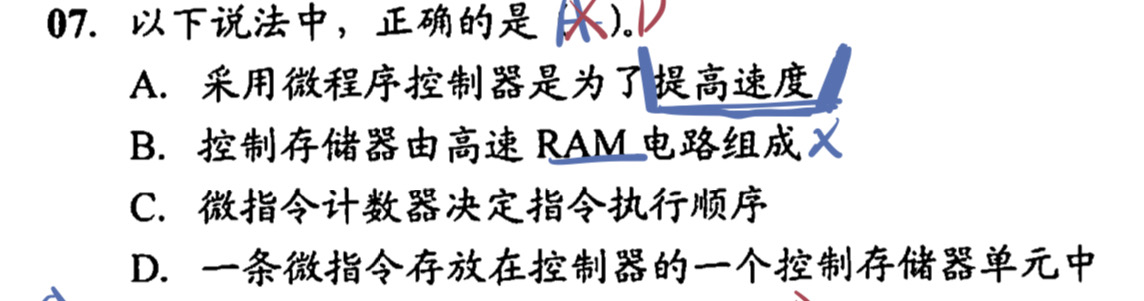 07. 以下说法中，正确的是（A）。D
A. 采用微程序控制器是为了提高速度
B. 控制存储器由高速 RAM 电路组成 X
C. 微指令计数器决定指令执行顺序
D. 一条微指令存放在控制器的一个控制存储器单元中